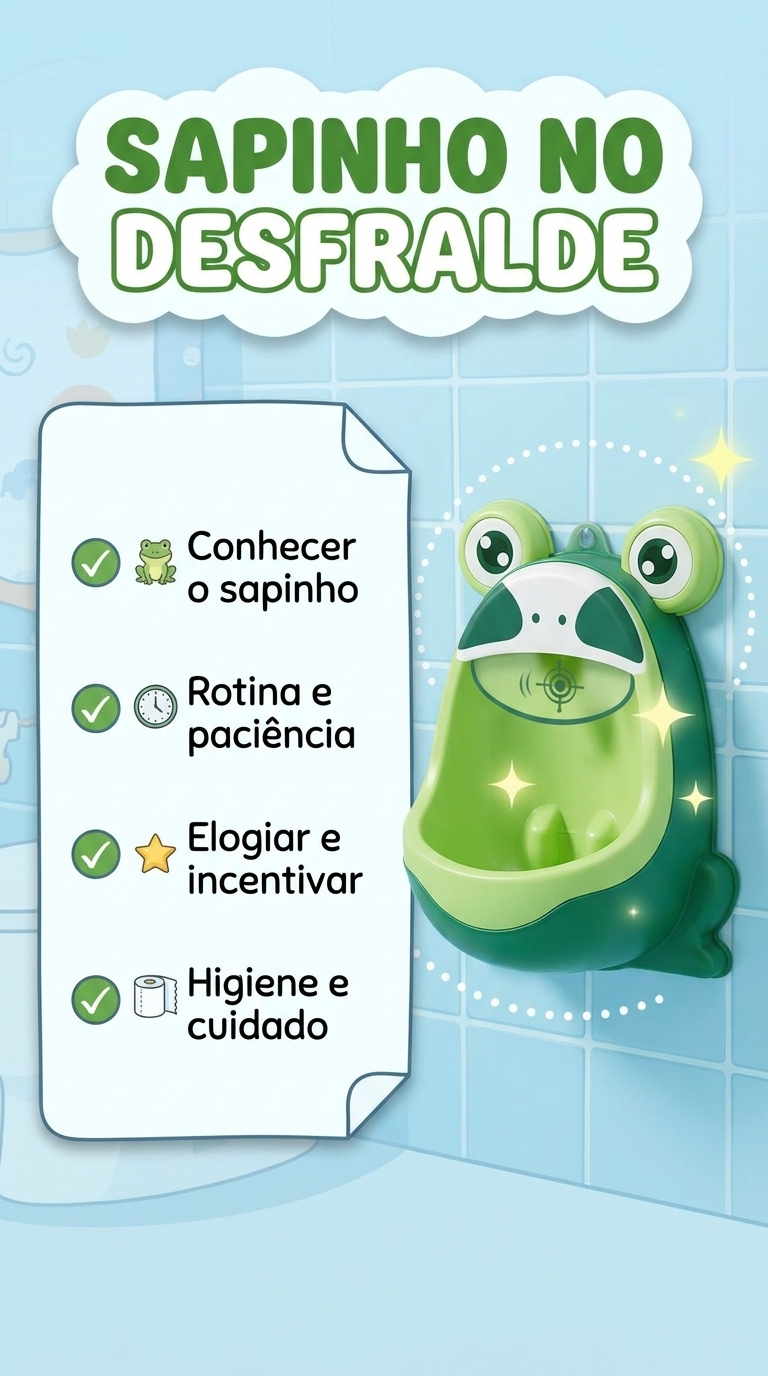 SAPINHO NO
DESFRALDE
Conhecer
o sapinho
Rotina e
paciência
Elogiar e
incentivar
Higiene e
cuidado